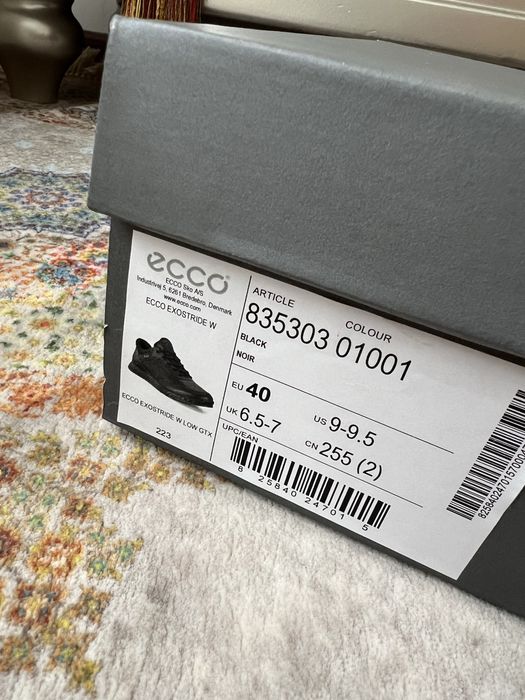 ecco
ECCO Sko A/S
Industrivej 5, 6261 Bredebro, Denmark
www.ecco.com
ECCO EXOSTRIDE W
ECCO EXOSTRIDE W LOW GTX
223
ARTICLE COLOUR
835303 01001
BLACK
NOIR
EU 40 US 9-9.5
UK 6.5-7 CN 255 (2)
UPC/EAN
8 25840 24701 5